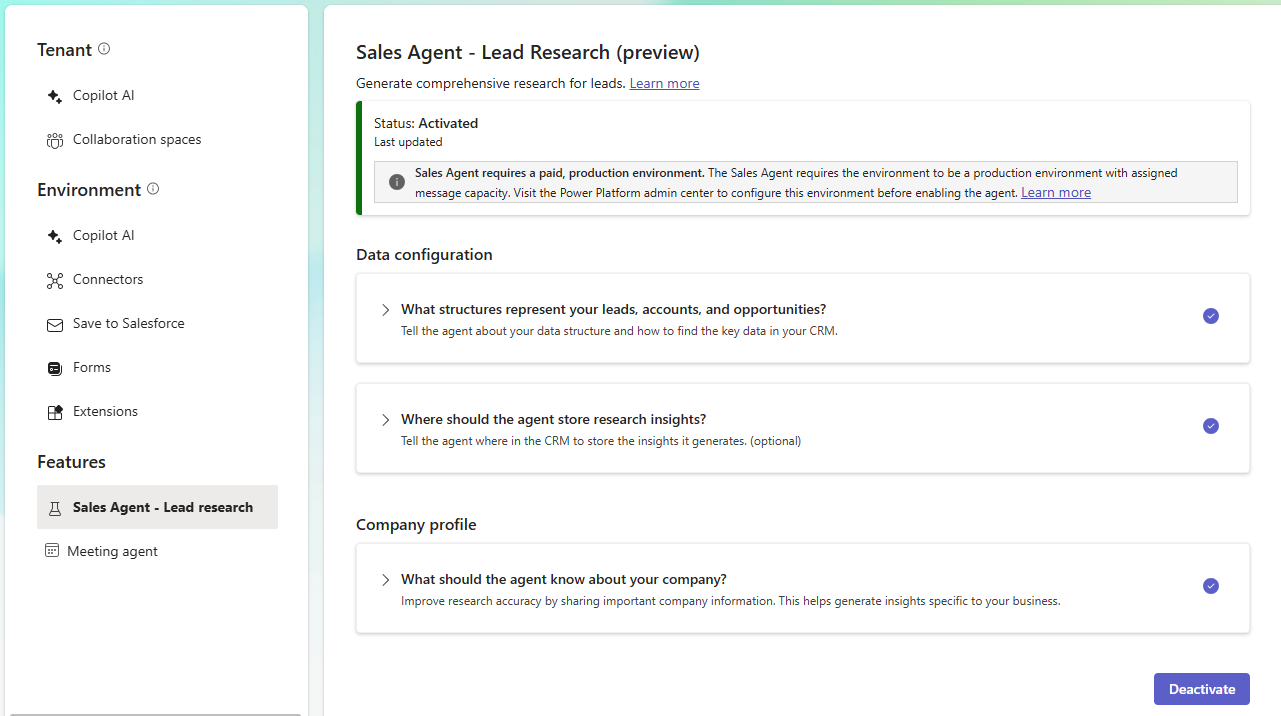 Tenant
Copilot AI
Collaboration spaces
Environment
Copilot AI
Connectors
Save to Salesforce
Forms
Extensions
Features
Sales Agent - Lead research
Meeting agent
Sales Agent - Lead Research (preview)
Generate comprehensive research for leads. Learn more
Status: Activated
Last updated
Sales Agent requires a paid, production environment. The Sales Agent requires the environment to be a production environment with assigned
message capacity. Visit the Power Platform admin center to configure this environment before enabling the agent. Learn more
Data configuration
What structures represent your leads, accounts, and opportunities?
Tell the agent about your data structure and how to find the key data in your CRM.
Where should the agent store research insights?
Tell the agent where in the CRM to store the insights it generates. (optional)
Company profile
What should the agent know about your company?
Improve research accuracy by sharing important company information. This helps generate insights specific to your business.
Deactivate